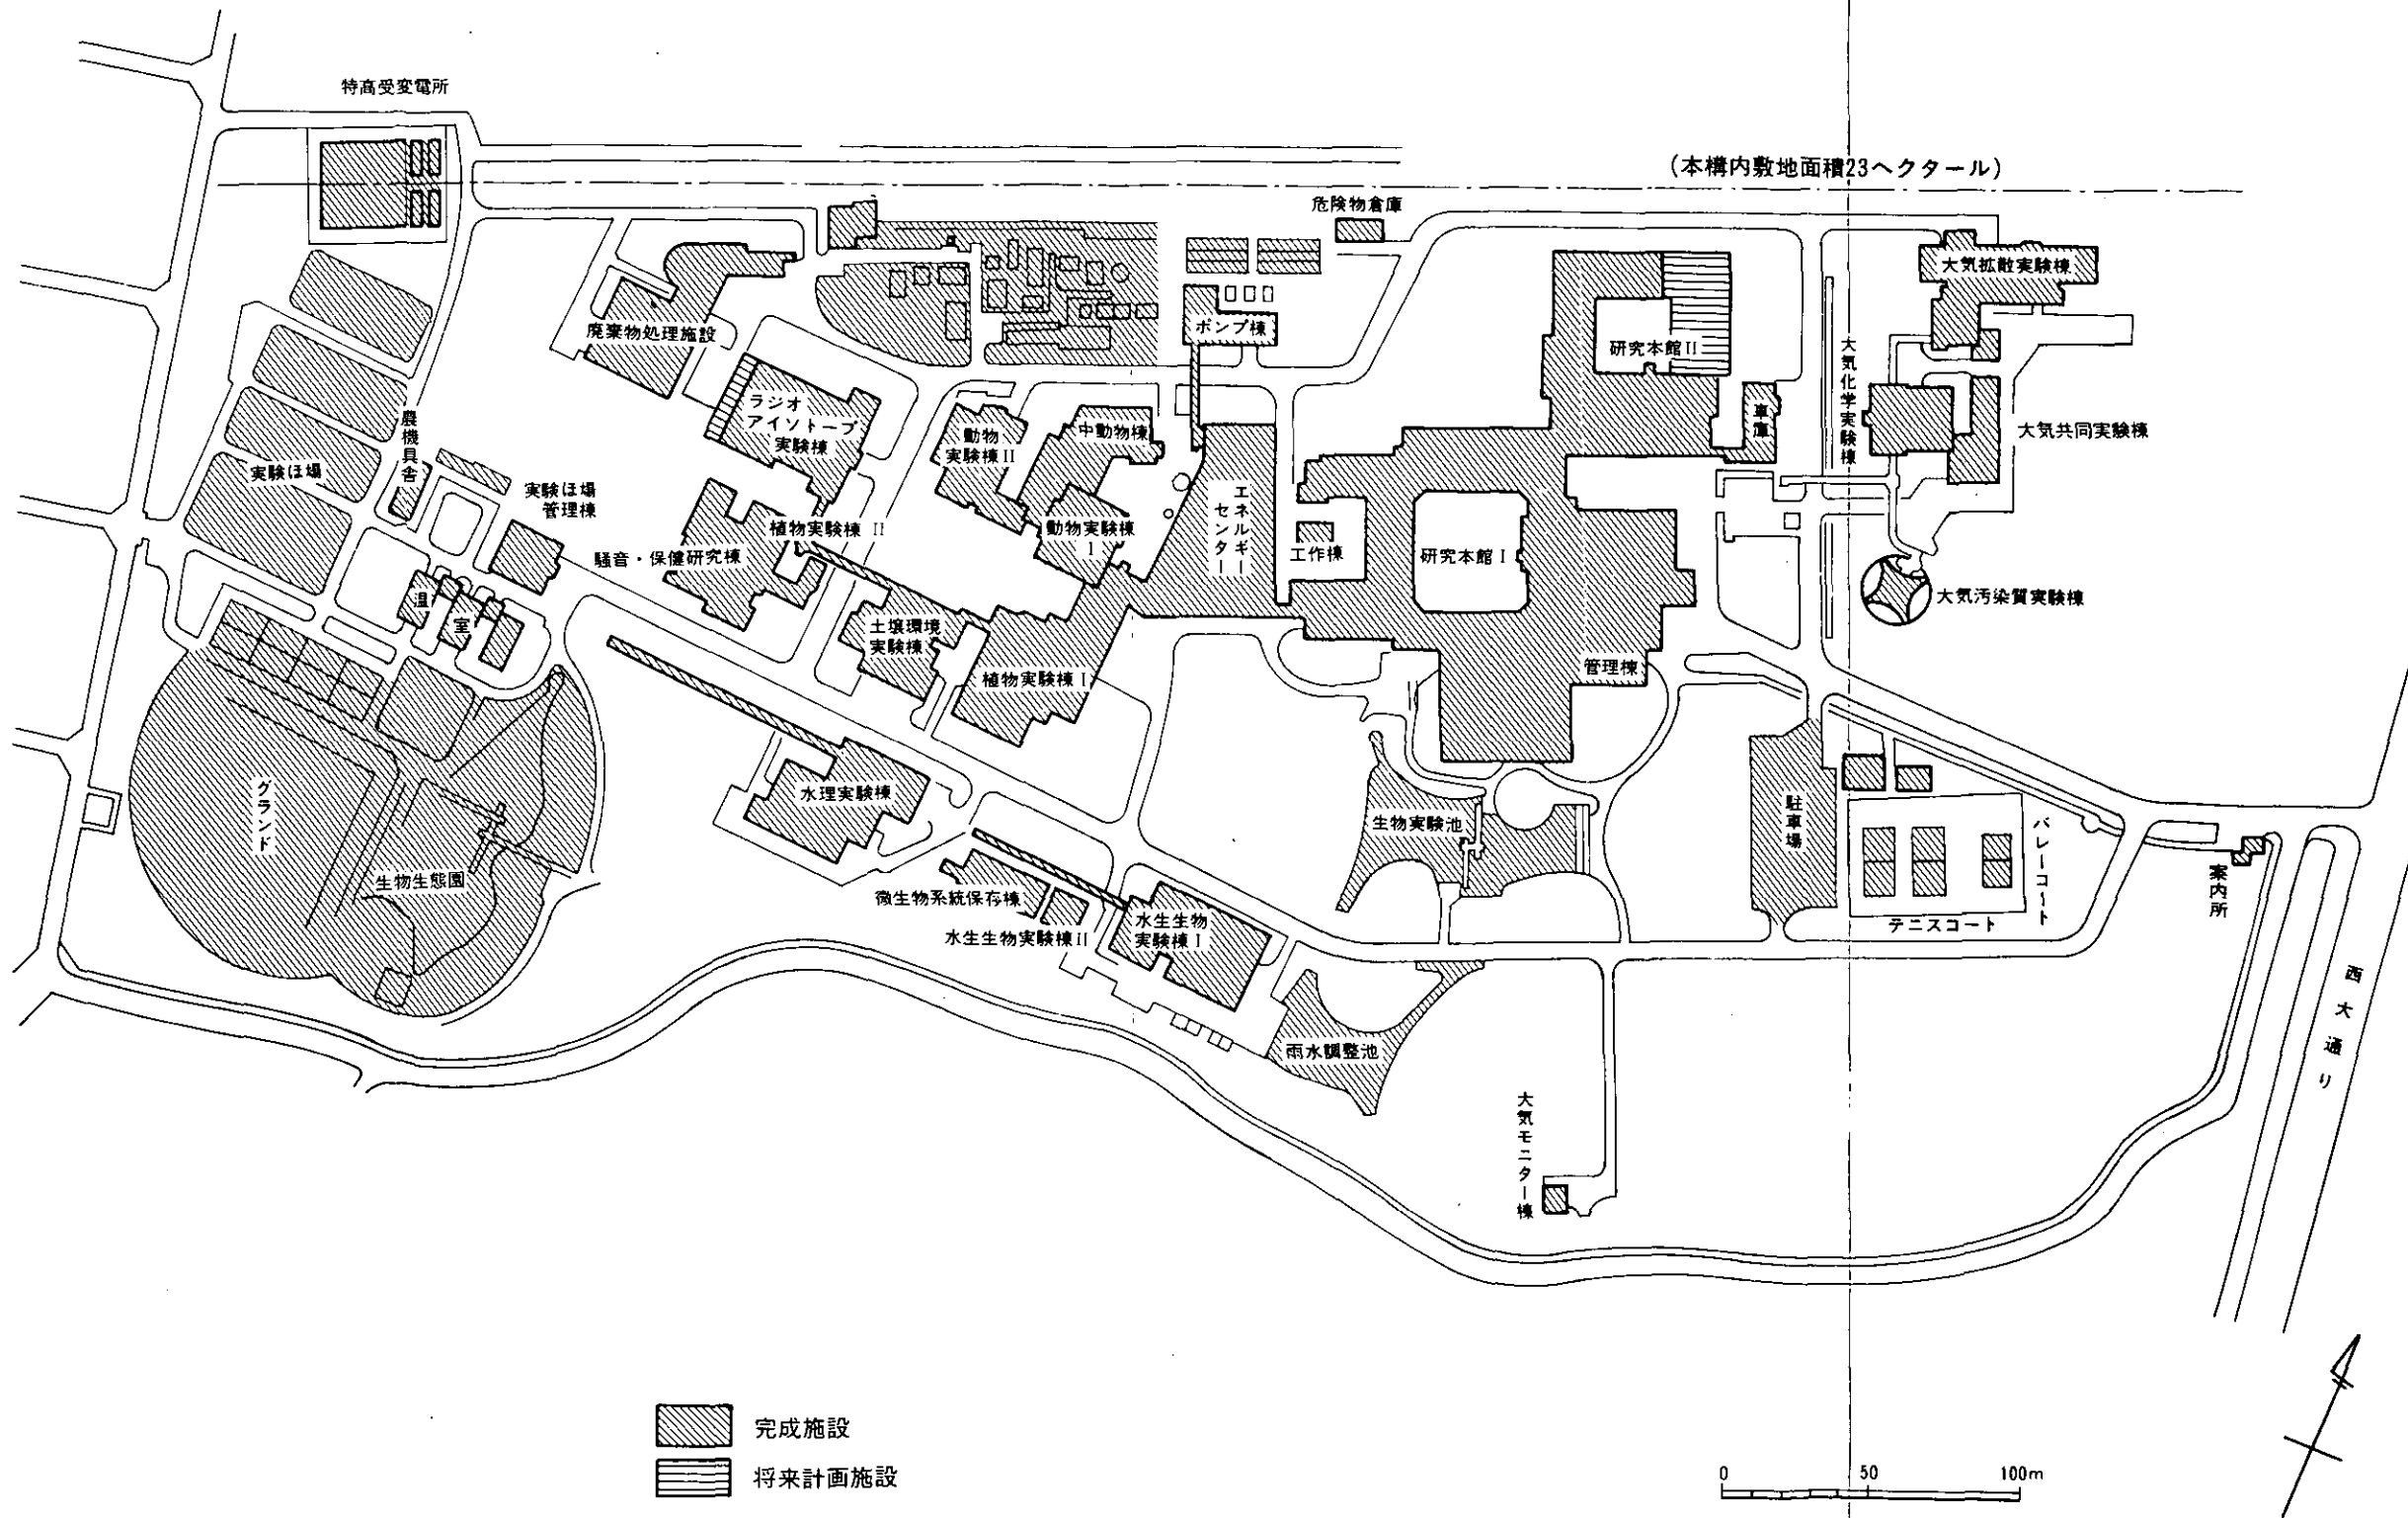 特高受変電所
(本構内敷地面積23ヘクタール)
危険物倉庫
大気拡散実験棟
ポンプ棟
廃棄物処理施設
研究本館II
大気化学実験棟
ラジオ
アイソトープ
実験棟
農機具舎
車庫
動物
実験棟II
中動物棟
大気共同実験棟
実験ほ場
実験ほ場
管理棟
エネルギー
センター
植物実験棟 II
動物実験棟
I
工作棟
研究本館I
騒音・保健研究棟
大気汚染質実験棟
温
室
土壌環境
実験棟
植物実験棟I
管理棟
グランド
水理実験棟
生物実験池
駐車場
バレーコート
生物生態園
案内所
微生物系統保存棟
水生生物
実験棟I
テニスコート
水生生物実験棟II
西大通り
雨水調整池
大気モニター棟
完成施設
将来計画施設
0 50 100m